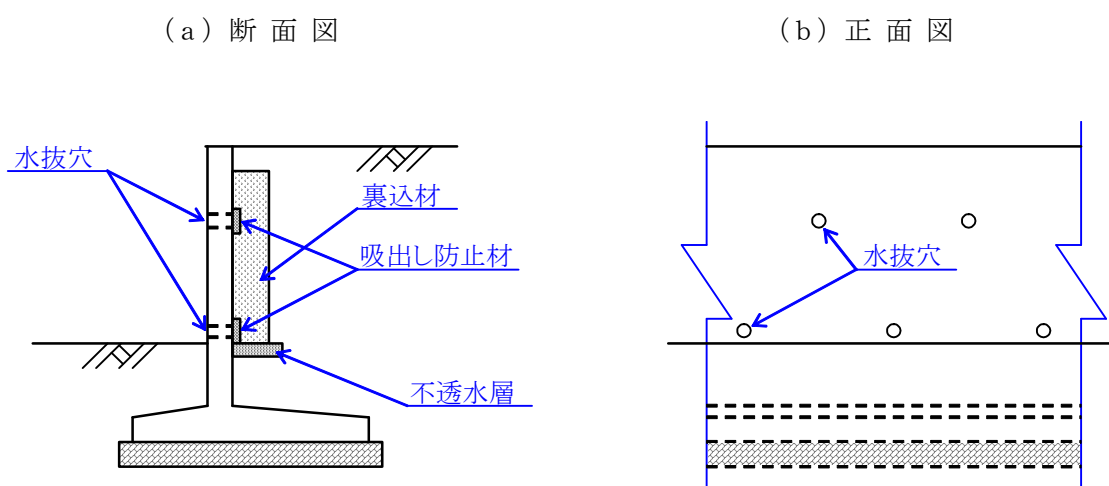 (a) 断面図
(b) 正面図
水抜穴
裏込材
吸出し防止材
不透水層
水抜穴